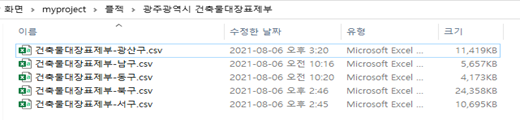 화면 › myproject › 플젝 › 광주광역시 건축물대장표제부
이름 수정한 날짜 유형 크기
건축물대장표제부-광산구.csv 2021-08-06 오후 3:20 Microsoft Excel ... 11,419KB
건축물대장표제부-남구.csv 2021-08-06 오전 10:16 Microsoft Excel ... 5,657KB
건축물대장표제부-동구.csv 2021-08-06 오전 10:20 Microsoft Excel ... 4,173KB
건축물대장표제부-북구.csv 2021-08-06 오후 2:46 Microsoft Excel ... 24,358KB
건축물대장표제부-서구.csv 2021-08-06 오후 2:45 Microsoft Excel ... 10,695KB